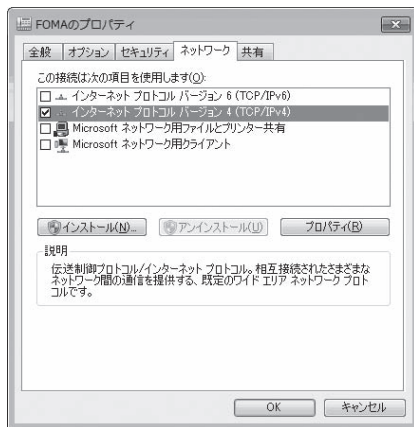 FOMAのプロパティ
全般 オプション セキュリティ ネットワーク 共有
この接続は次の項目を使用します(O):
インターネット プロトコル バージョン 6 (TCP/IPv6)
インターネット プロトコル バージョン 4 (TCP/IPv4)
Microsoft ネットワーク用ファイルとプリンター共有
Microsoft ネットワーク用クライアント
インストール(N)... アンインストール(U) プロパティ(R)
説明
伝送制御プロトコル/インターネット プロトコル。相互接続されたさまざまな
ネットワーク間の通信を提供する、既定のワイド エリア ネットワーク プロト
コルです。
OK キャンセル